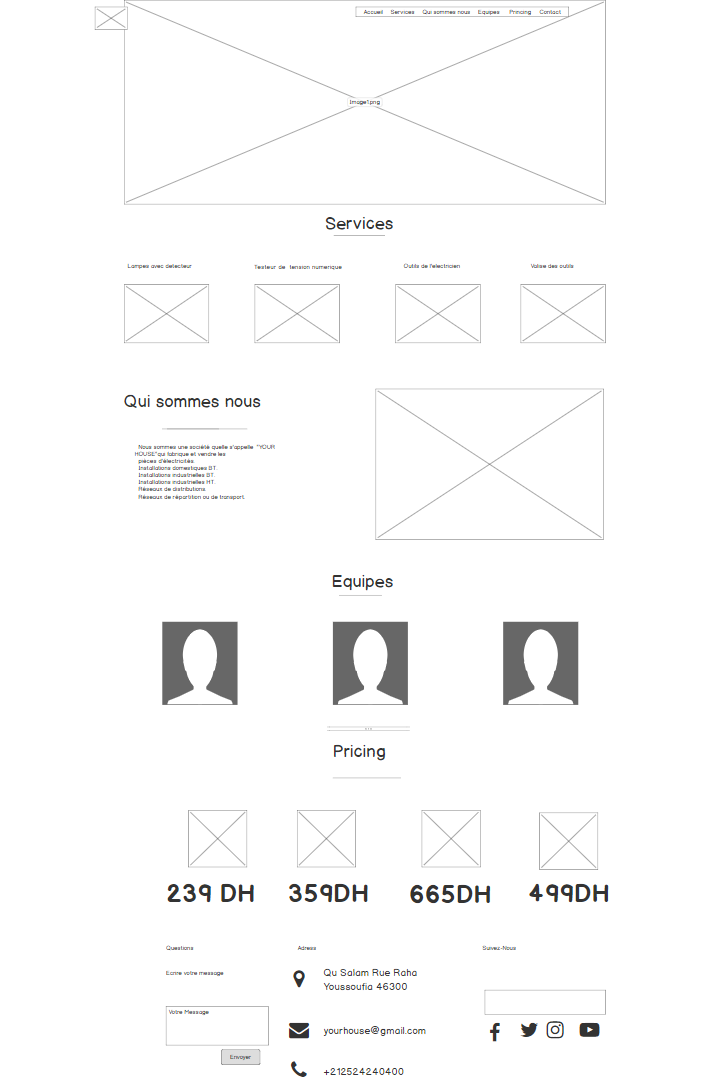 Accueil Services Qui sommes nous Equipes Princing Contact
Image1.png
Services
Lampes avec detecteur Testeur de tension numerique Outils de l'electricien Valise des outils
Qui sommes nous
Nous sommes une société quelle s'appelle "YOUR
HOUSE"qui fabrique et vendre les
pièces d'électricités.
Installations domestiques BT.
Installations industrielles BT.
Installations industrielles HT.
Réseaux de distributions.
Réseaux de répartition ou de transport.
Equipes
Pricing
239 DH 359DH 665DH 499DH
Questions Adress Suivez-Nous
Ecrire votre message
Qu Salam Rue Raha
Youssoufia 46300
Votre Message
yourhouse@gmail.com
Envoyer
+212524240400